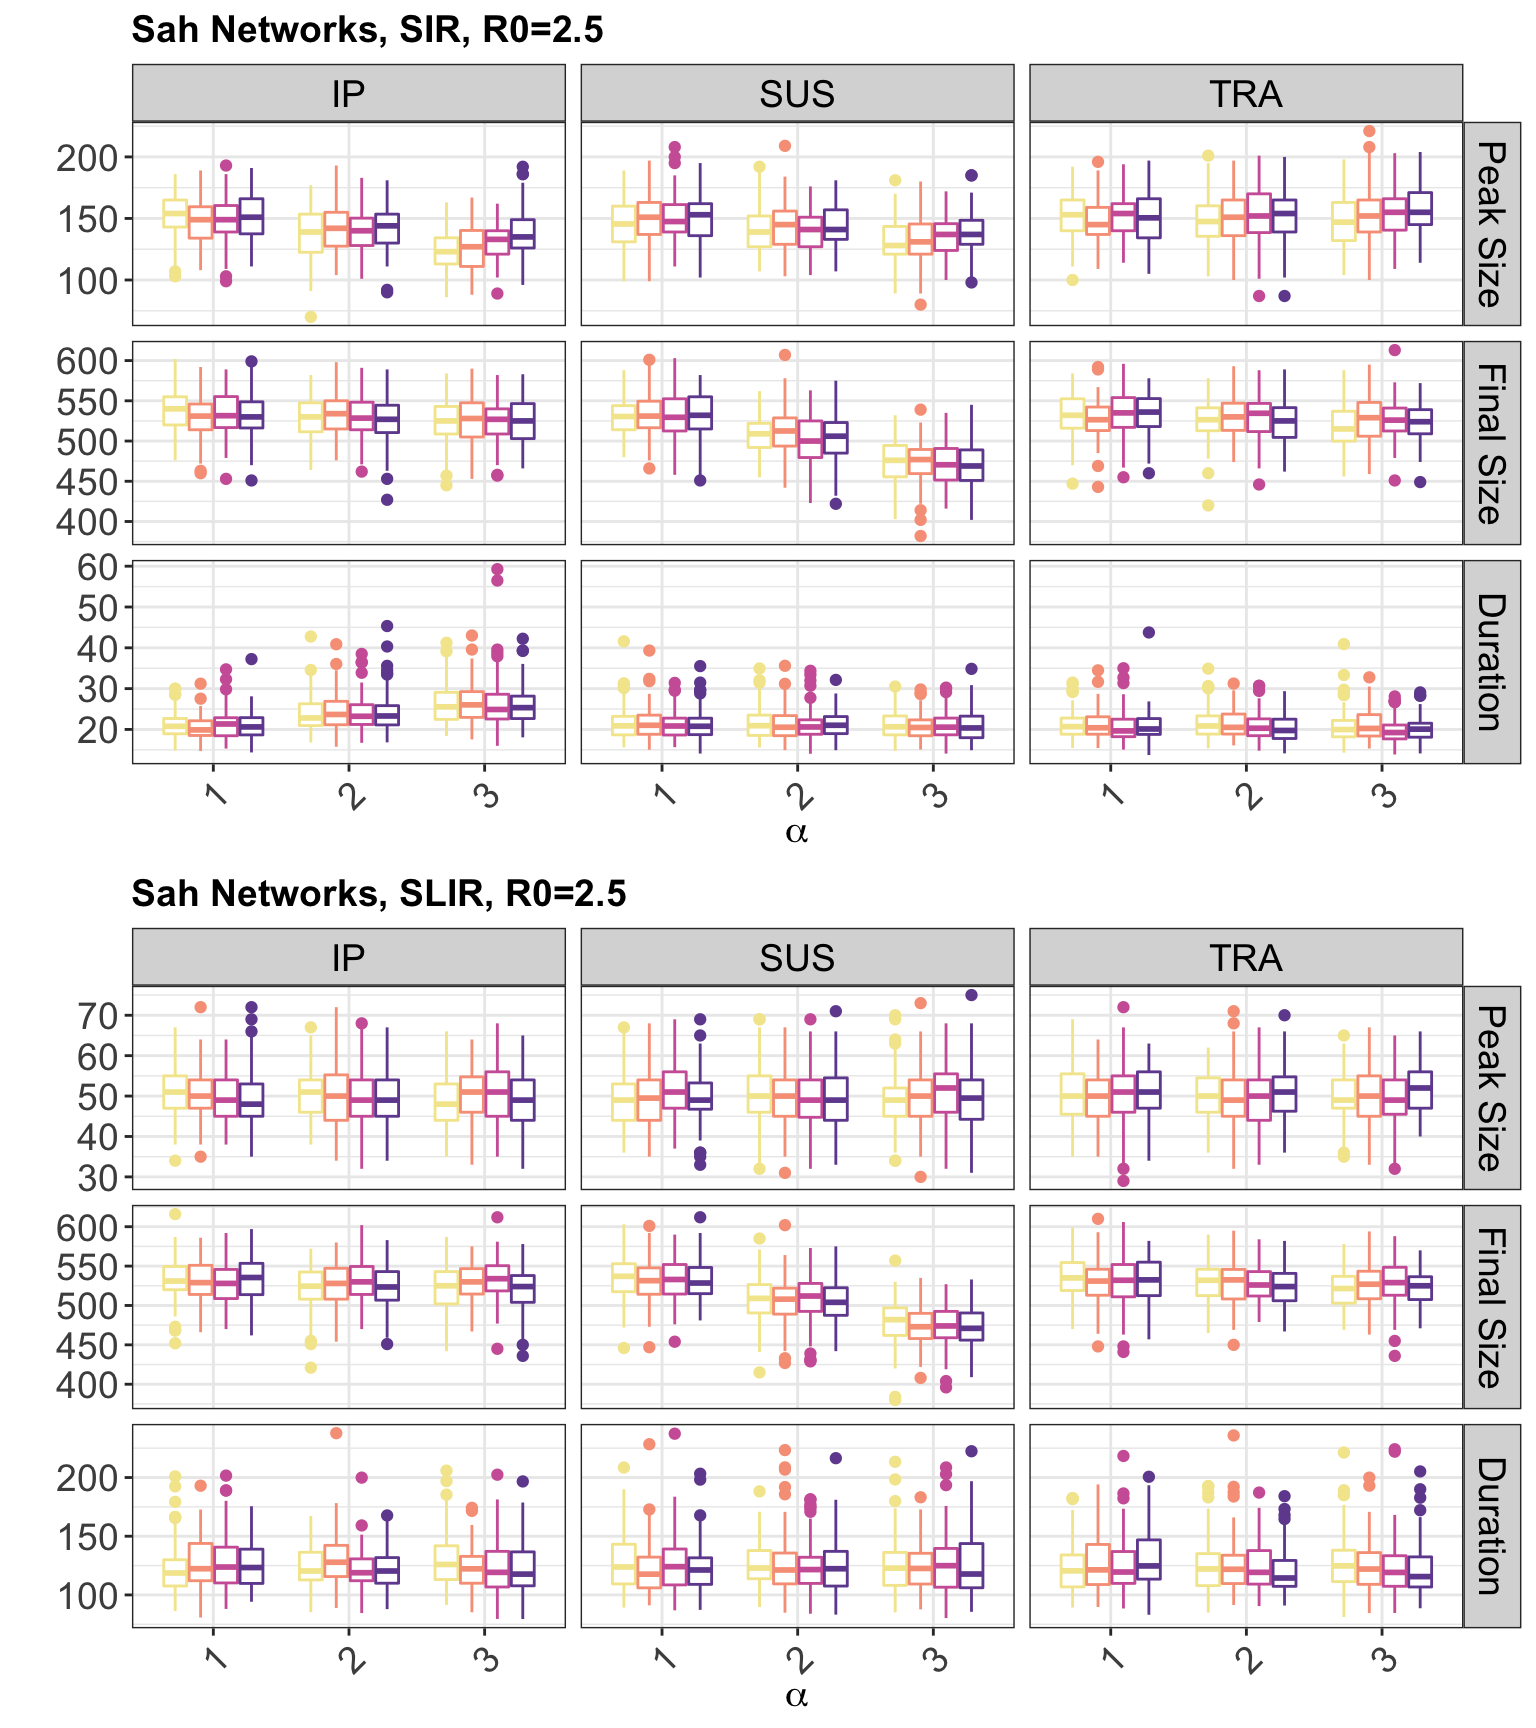 Sah Networks, SIR, R0=2.5
IP SUS TRA
200
150
100
Peak Size
600
550
500
450
400
Final Size
60
50
40
30
20
Duration
1 2 3 1 2 3 1 2 3
α
Sah Networks, SLIR, R0=2.5
IP SUS TRA
70
60
50
40
30
Peak Size
600
550
500
450
400
Final Size
200
150
100
Duration
1 2 3 1 2 3 1 2 3
α